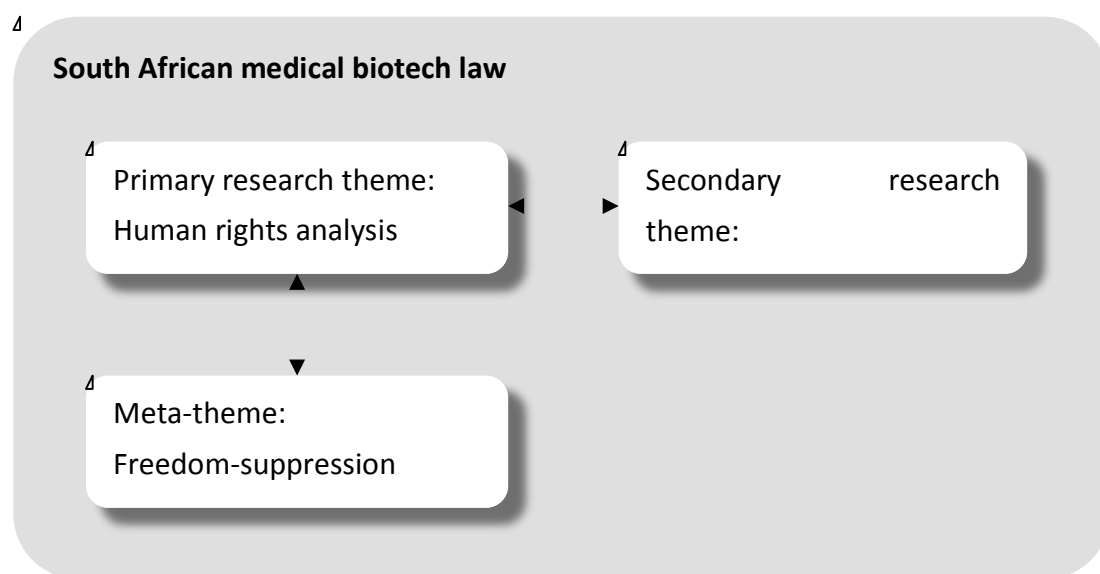 South African medical biotech law
Primary research theme:
Human rights analysis
Secondary research
theme:
Meta-theme:
Freedom-suppression